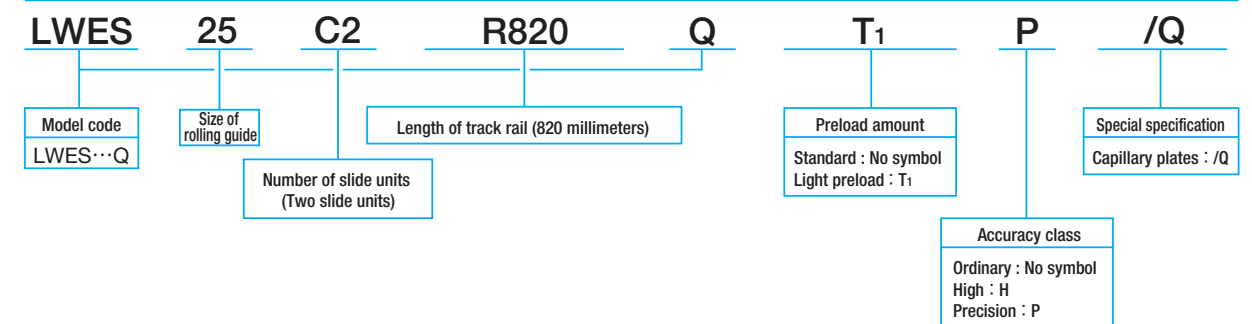 LWES 25 C2 R820 Q T1 P /Q
Model code
LWES…Q
Size of
rolling guide
Number of slide units
(Two slide units)
Length of track rail (820 millimeters)
Preload amount
Standard : No symbol
Light preload：T1
Accuracy class
Ordinary : No symbol
High：H
Precision：P
Special specification
Capillary plates：/Q